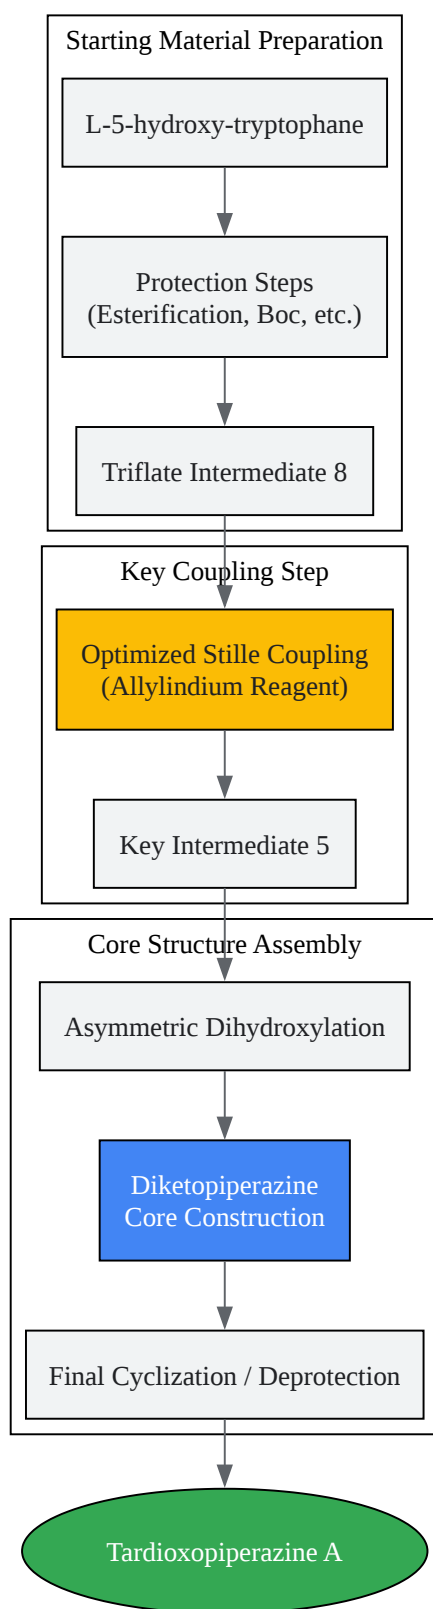 Starting Material Preparation
L-5-hydroxy-tryptophane
Protection Steps
(Esterification, Boc, etc.)
Triflate Intermediate 8
Key Coupling Step
Optimized Stille Coupling
(Allylindium Reagent)
Key Intermediate 5
Core Structure Assembly
Asymmetric Dihydroxylation
Diketopiperazine
Core Construction
Final Cyclization / Deprotection
Tardioxopiperazine A